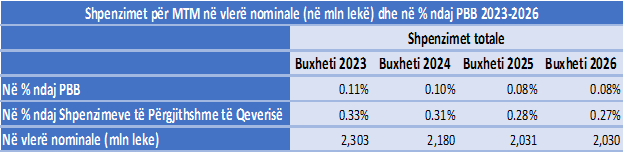 Shpenzimet për MTM në vlerë nominale (në mln lekë) dhe në % ndaj PBB 2023-2026
Shpenzimet totale
Buxheti 2023 Buxheti 2024 Buxheti 2025 Buxheti 2026
Në % ndaj PBB 0.11% 0.10% 0.08% 0.08%
Në % ndaj Shpenzimeve të Përgjithshme të Qeverisë 0.33% 0.31% 0.28% 0.27%
Në vlerë nominale (mln leke) 2,303 2,180 2,031 2,030